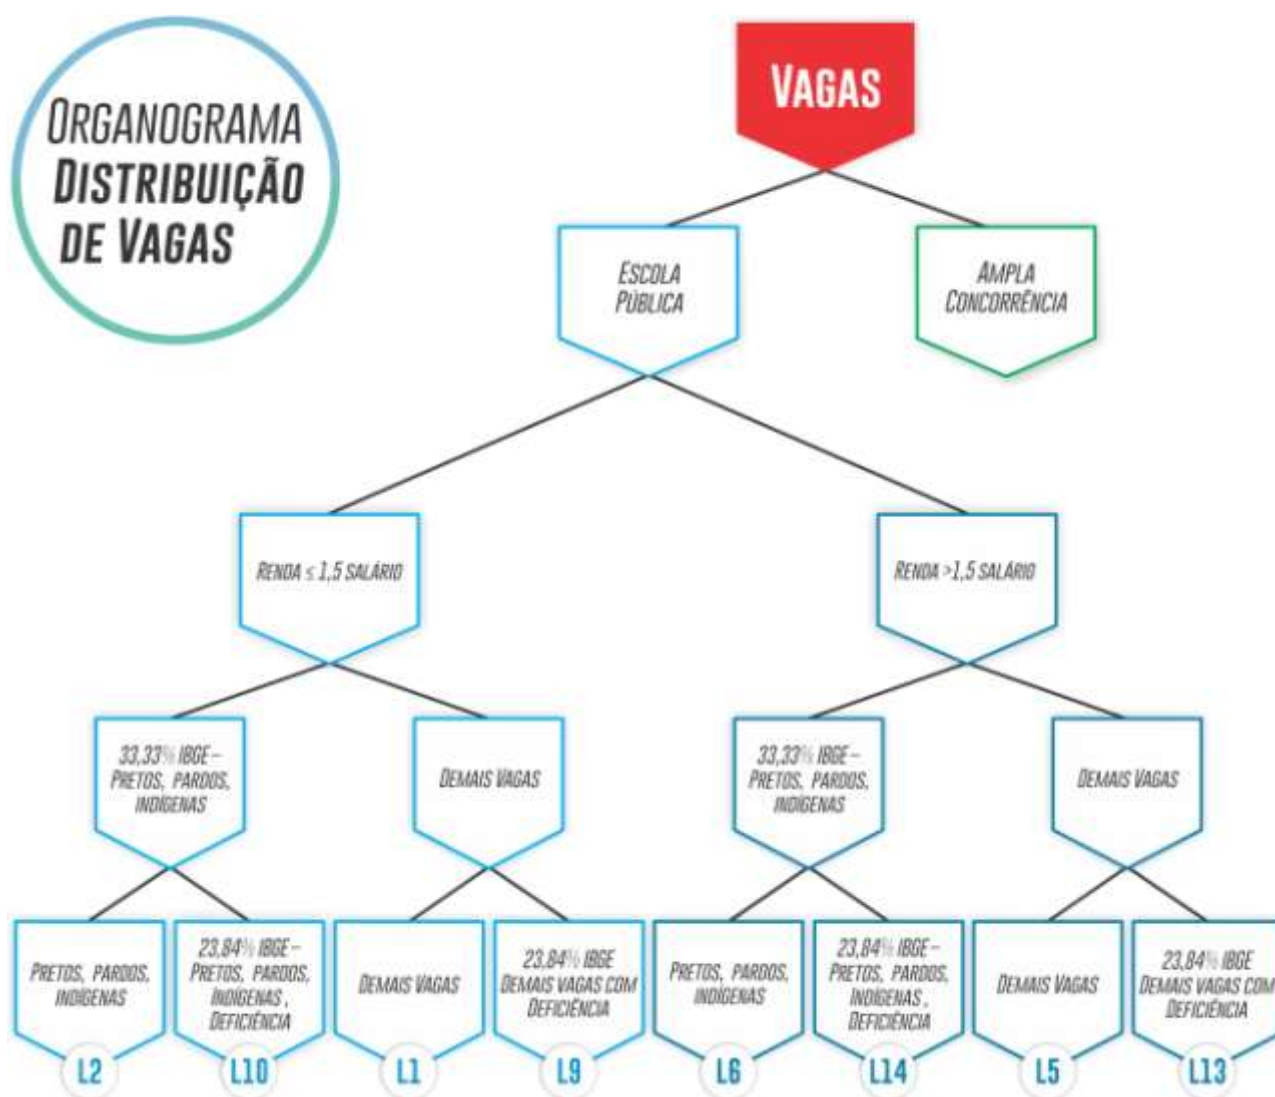 ORGANOGRAMA
DISTRIBUIÇÃO
DE VAGAS
VAGAS
ESCOLA
PÚBLICA
AMPLA
CONCORRÊNCIA
RENDA ≤ 1,5 SALÁRIO
RENDA >1,5 SALÁRIO
33,33% IBGE –
PRETOS, PARDOS,
INDÍGENAS
DEMAIS VAGAS
33,33% IBGE –
PRETOS, PARDOS,
INDÍGENAS
DEMAIS VAGAS
PRETOS, PARDOS,
INDÍGENAS
L2
23,84% IBGE –
PRETOS, PARDOS,
INDÍGENAS,
DEFICIÊNCIA
L10
DEMAIS VAGAS
L1
23,84% IBGE
DEMAIS VAGAS COM
DEFICIÊNCIA
L9
PRETOS, PARDOS,
INDÍGENAS
L6
23,84% IBGE –
PRETOS, PARDOS,
INDÍGENAS,
DEFICIÊNCIA
L14
DEMAIS VAGAS
L5
23,84% IBGE
DEMAIS VAGAS COM
DEFICIÊNCIA
L13